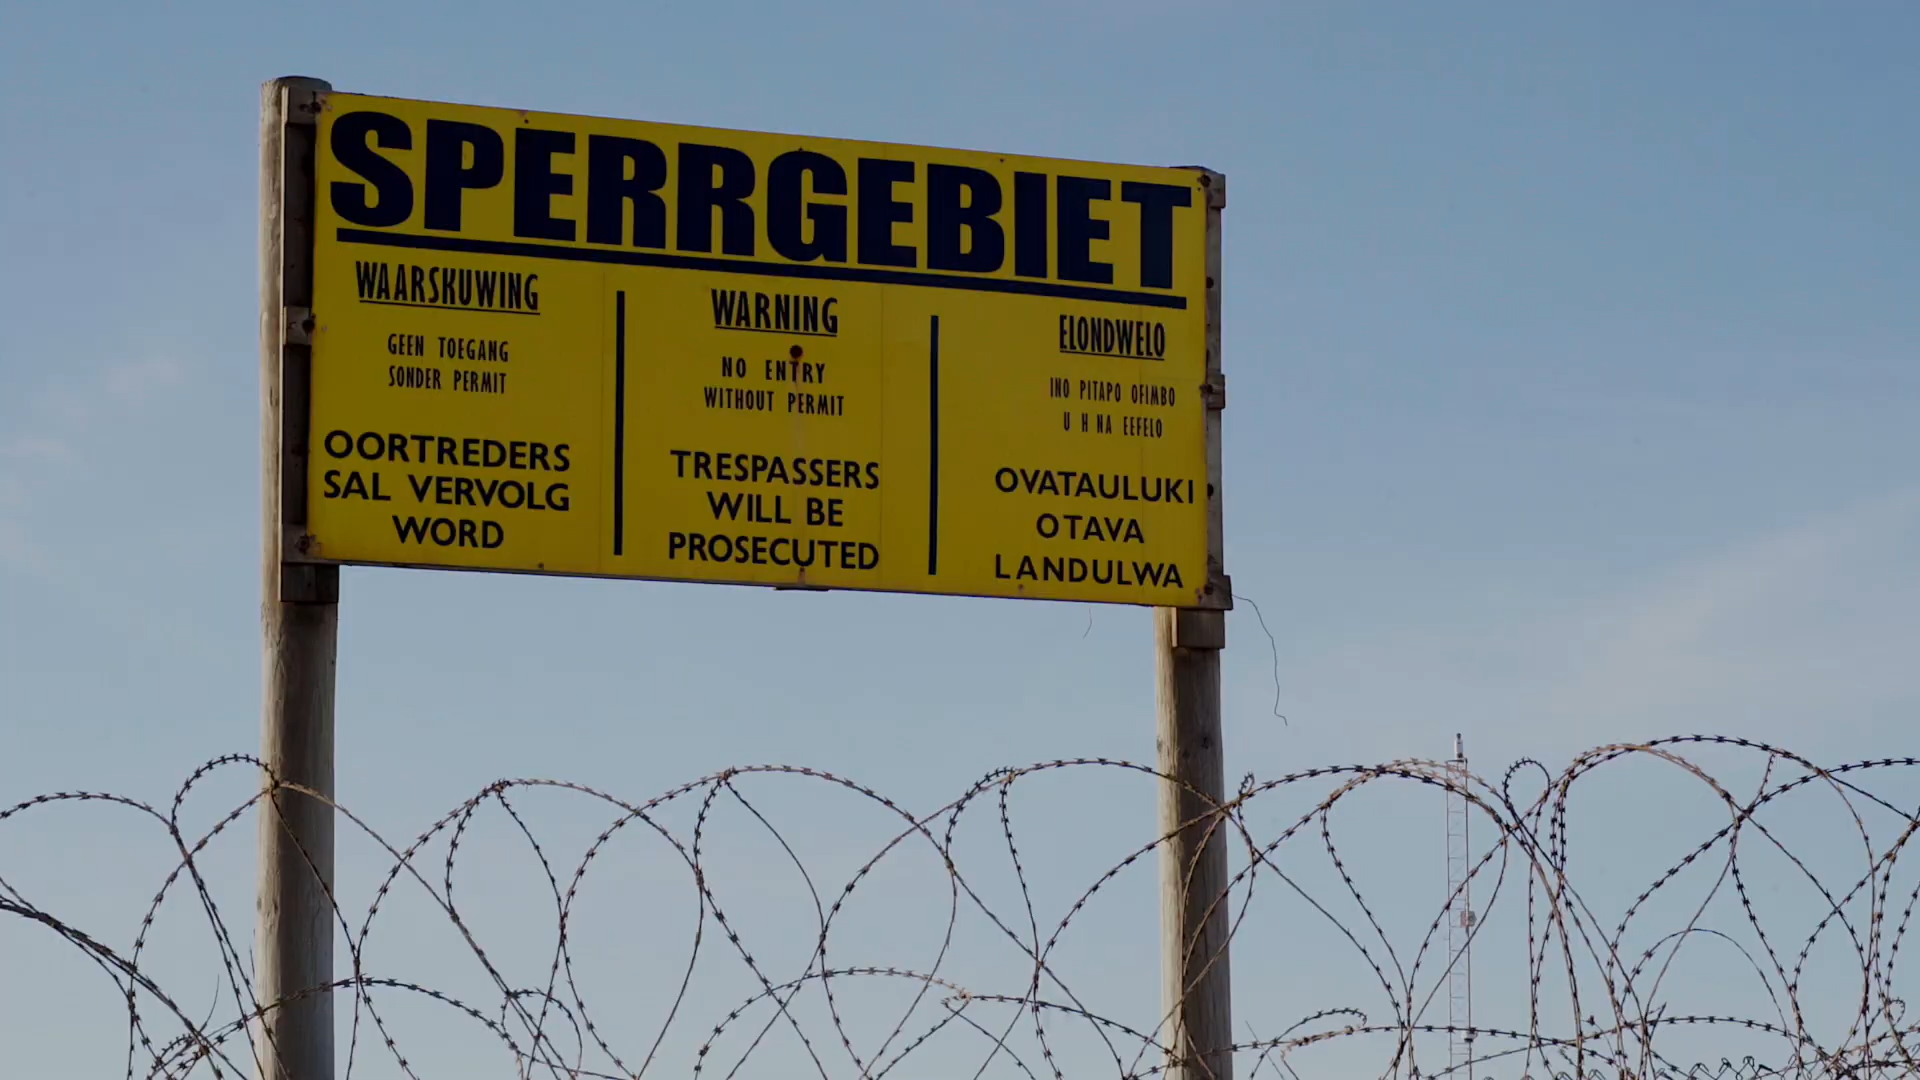 SPERRGEBIET
WAARSKUWING
GEEN TOEGANG
SONDER PERMIT
OORTREDERS
SAL VERVOLG
WORD
WARNING
NO ENTRY
WITHOUT PERMIT
TRESPASSERS
WILL BE
PROSECUTED
ELONDWELO
INO PITAPO OFIMBO
U H NA EEFELO
OVATAULUKI
OTAVA
LANDULWA